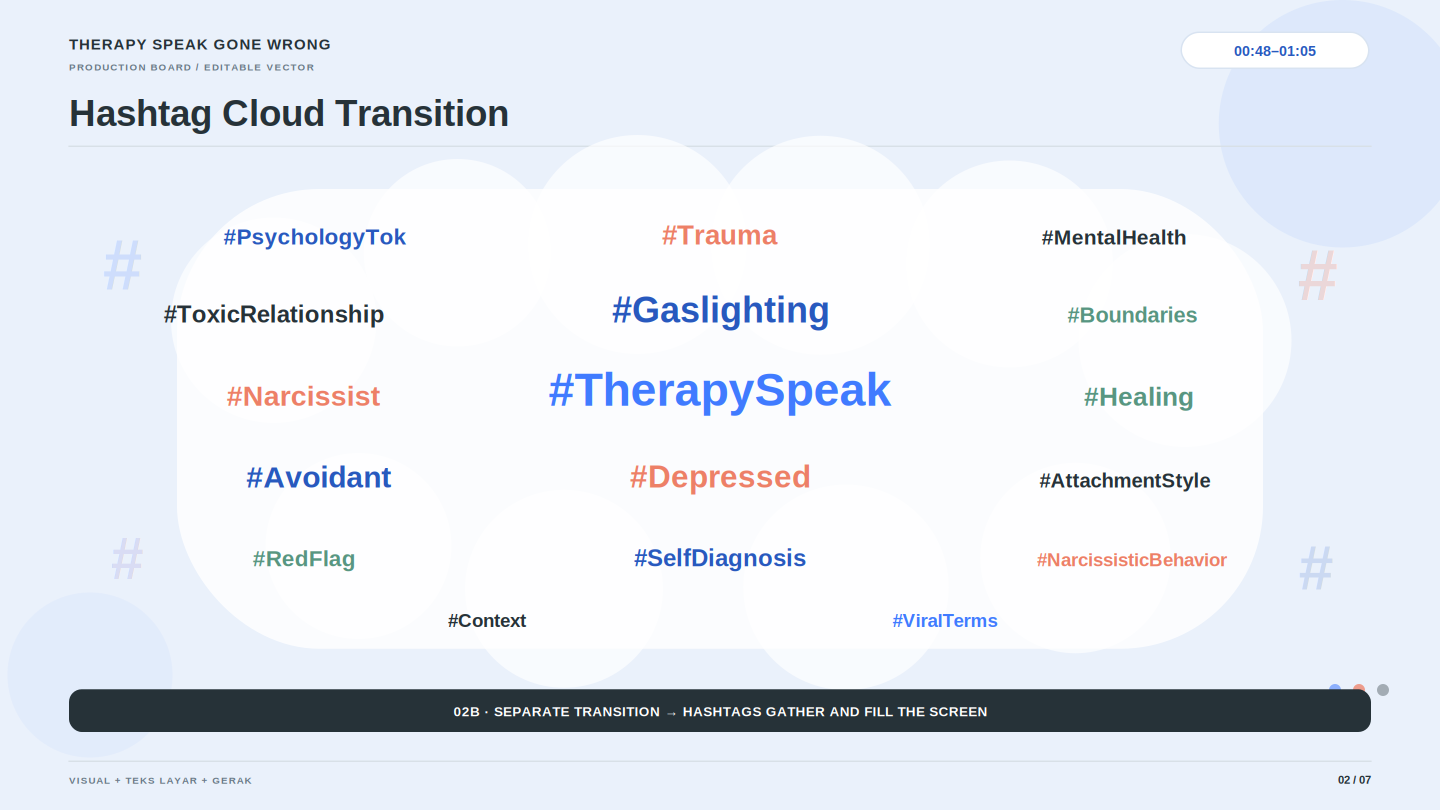 THERAPY SPEAK GONE WRONG
PRODUCTION BOARD / EDITABLE VECTOR
00:48–01:05
Hashtag Cloud Transition
#PsychologyTok
#Trauma
#MentalHealth
#ToxicRelationship
#Gaslighting
#Boundaries
#Narcissist
#TherapySpeak
#Healing
#Avoidant
#Depressed
#AttachmentStyle
#RedFlag
#SelfDiagnosis
#NarcissisticBehavior
#Context
#ViralTerms
#
#
#
#
02B · SEPARATE TRANSITION → HASHTAGS GATHER AND FILL THE SCREEN
VISUAL + TEKS LAYAR + GERAK
02 / 07